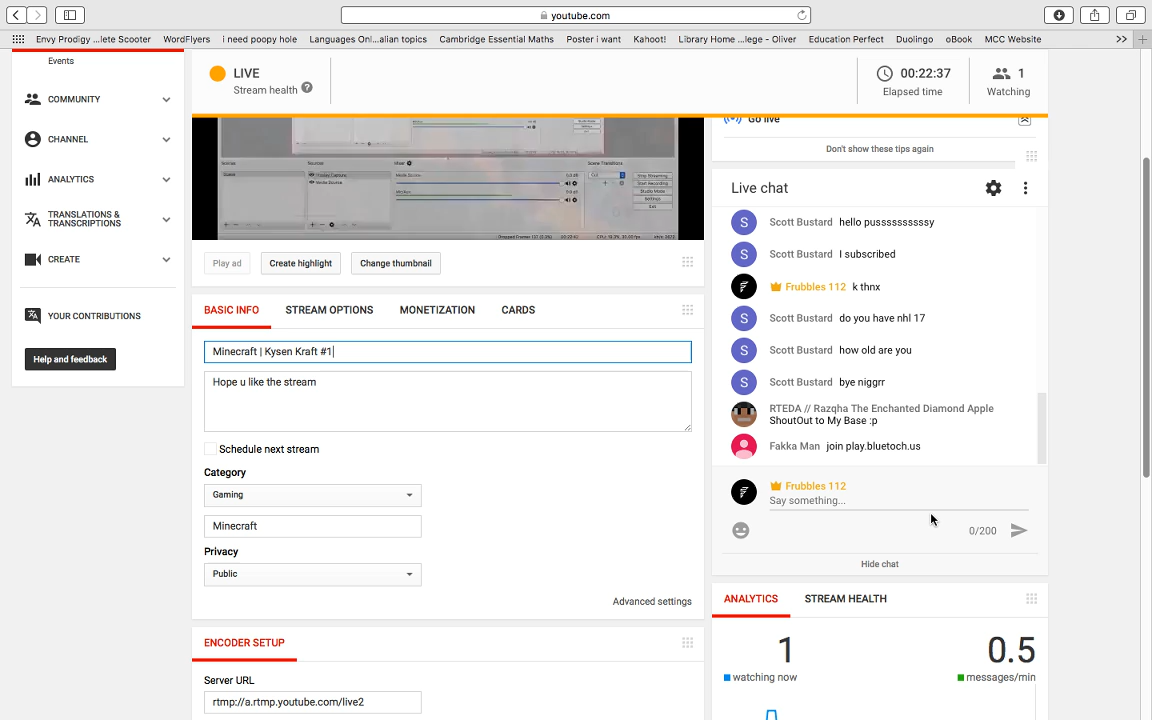 youtube.com
Envy Prodigy ...lete Scooter WordFlyers i need poopy hole Languages Onl...alian topics Cambridge Essential Maths Poster i want Kahoot! Library Home ...lege - Oliver Education Perfect Duolingo oBook MCC Website >>
Events
COMMUNITY
CHANNEL
ANALYTICS
TRANSLATIONS &
TRANSCRIPTIONS
CREATE
YOUR CONTRIBUTIONS
Help and feedback
LIVE
Stream health ?
00:22:37
Elapsed time
1
Watching
Play ad Create highlight Change thumbnail
BASIC INFO STREAM OPTIONS MONETIZATION CARDS
Minecraft | Kysen Kraft #1
Hope u like the stream
Schedule next stream
Category
Gaming
Minecraft
Privacy
Public
Advanced settings
ENCODER SETUP
Server URL
rtmp://a.rtmp.youtube.com/live2
Go live
Don't show these tips again
Live chat
S Scott Bustard hello pusssssssssy
S Scott Bustard I subscribed
Frubbles 112 k thnx
S Scott Bustard do you have nhl 17
S Scott Bustard how old are you
S Scott Bustard bye niggrr
RTEDA // Razqha The Enchanted Diamond Apple
ShoutOut to My Base :p
Fakka Man join play.bluetoch.us
Frubbles 112
Say something...
0/200
Hide chat
ANALYTICS STREAM HEALTH
1
watching now
0.5
messages/min